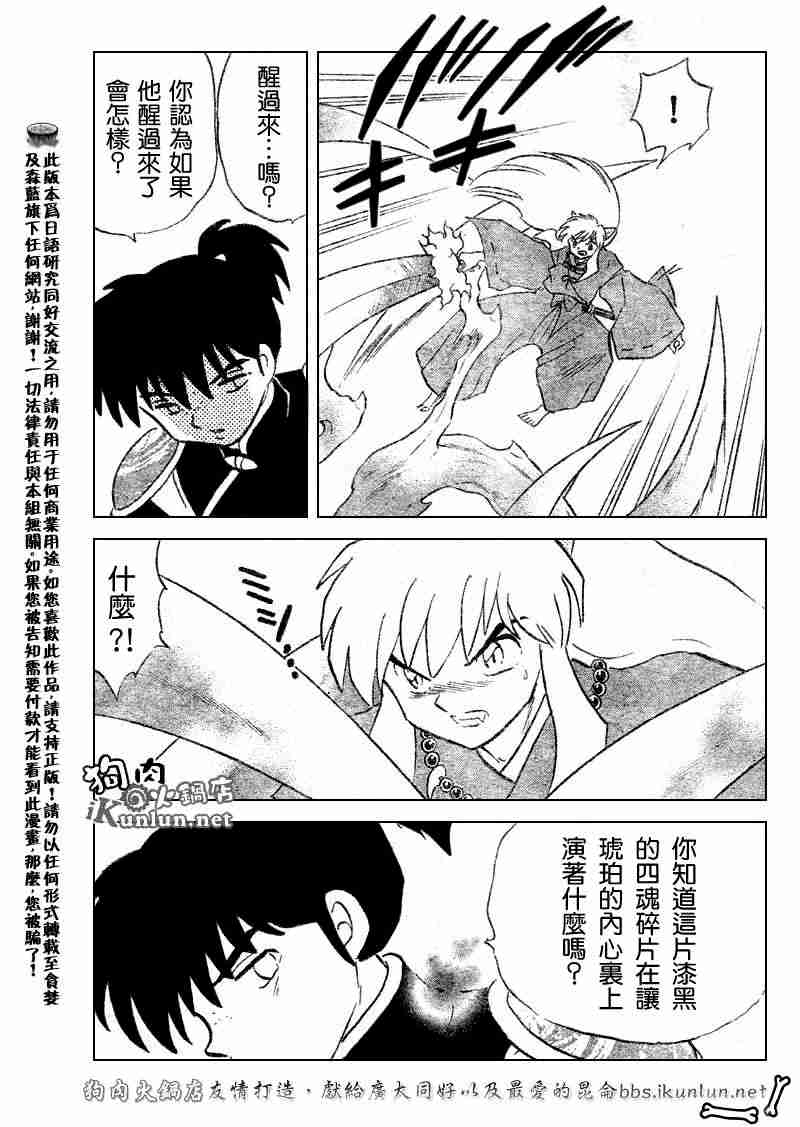 ！
醒過來…嗎？
你認為如果
他醒過來了
會怎樣？
什麼?!
你知道這片漆黑
的四魂碎片在讓
琥珀的內心裏上
演著什麼嗎？
此版本爲日語研究同好交流之用，請勿用于任何商業用途。如您喜歡此作品，請支持正版！請勿以任何形式轉載至貪婪
及森藍旗下任何網站，謝謝！一切法律責任與本組無關。如果您被告知需要付款才能看到此漫畫，那麼，您被騙了！
狗肉
火鍋店
iKunlun.net
狗肉火鍋店友情打造、獻給廣大同好以及最愛的昆侖bbs.ikunlun.net